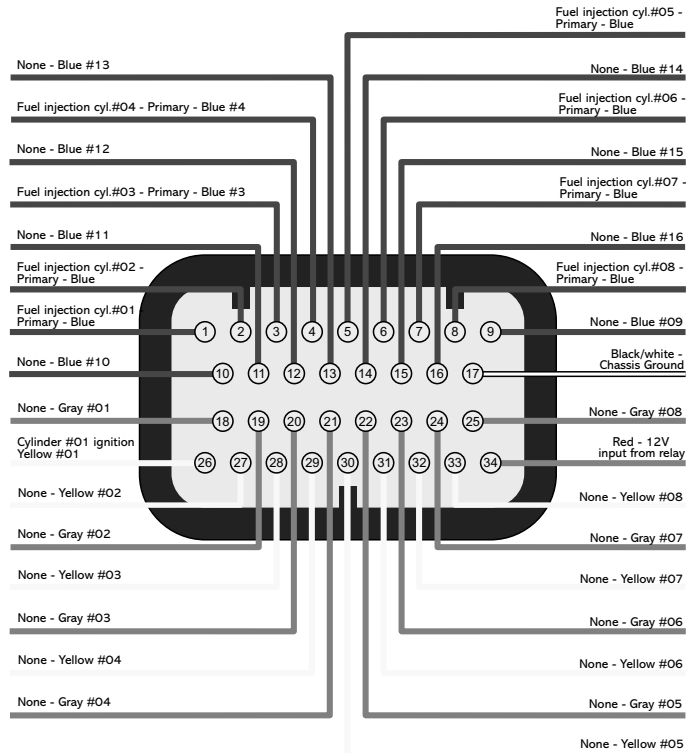 Fuel injection cyl.#05 -
Primary - Blue
None - Blue #13
None - Blue #14
Fuel injection cyl.#04 - Primary - Blue #4
Fuel injection cyl.#06 -
Primary - Blue
None - Blue #12
None - Blue #15
Fuel injection cyl.#03 - Primary - Blue #3
Fuel injection cyl.#07 -
Primary - Blue
None - Blue #11
None - Blue #16
Fuel injection cyl.#02 -
Primary - Blue
Fuel injection cyl.#08 -
Primary - Blue
Fuel injection cyl.#01
Primary - Blue
1 2 3 4 5 6 7 8 9
None - Blue #09
None - Blue #10
10 11 12 13 14 15 16 17
Black/white -
Chassis Ground
None - Gray #01
18 19 20 21 22 23 24 25
None - Gray #08
Cylinder #01 ignition
Yellow #01
26 27 28 29 30 31 32 33 34
Red - 12V
input from relay
None - Yellow #02
None - Yellow #08
None - Gray #02
None - Gray #07
None - Yellow #03
None - Yellow #07
None - Gray #03
None - Gray #06
None - Yellow #04
None - Yellow #06
None - Gray #04
None - Gray #05
None - Yellow #05